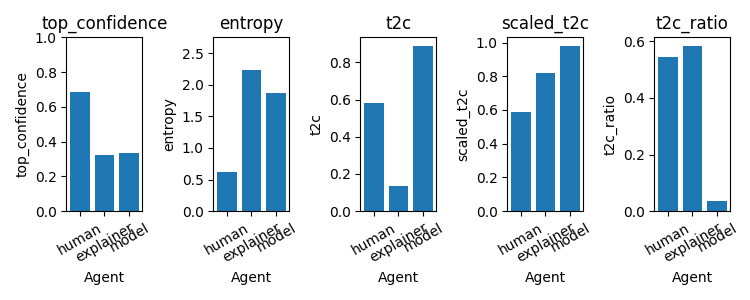 top_confidence
top_confidence
1.0
0.8
0.6
0.4
0.2
0.0
human
explainer
model
Agent
entropy
entropy
2.5
2.0
1.5
1.0
0.5
0.0
human
explainer
model
Agent
t2c
t2c
0.8
0.6
0.4
0.2
0.0
human
explainer
model
Agent
scaled_t2c
scaled_t2c
1.0
0.8
0.6
0.4
0.2
0.0
human
explainer
model
Agent
t2c_ratio
t2c_ratio
0.6
0.4
0.2
0.0
human
explainer
model
Agent